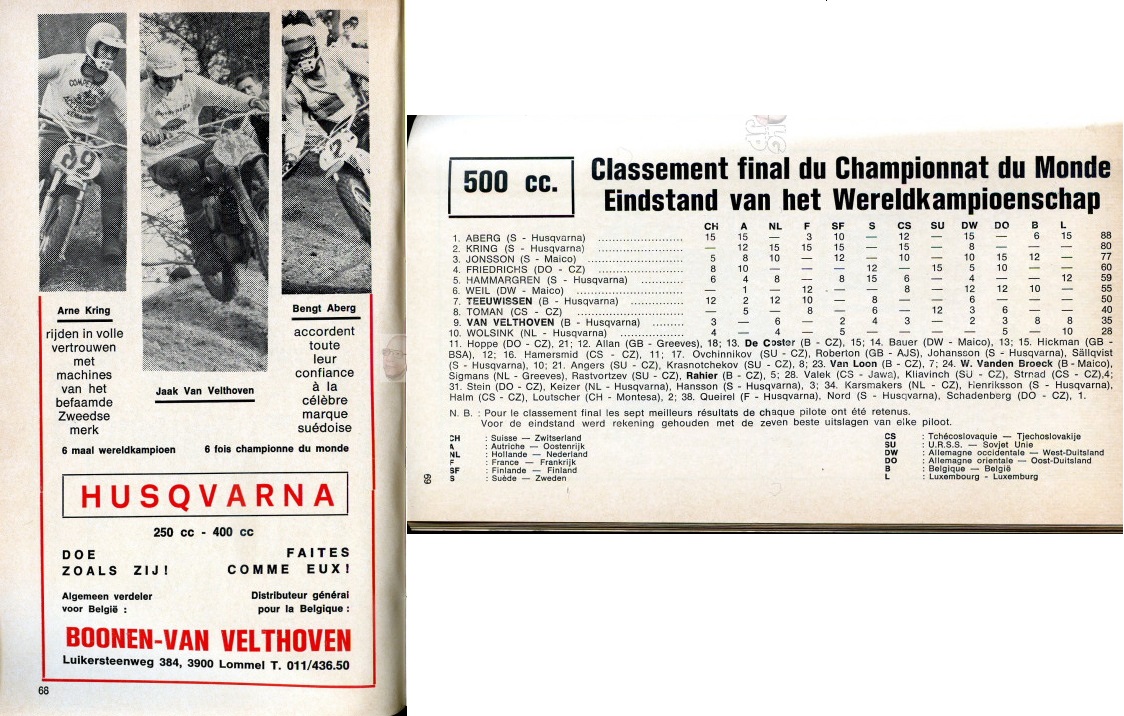 COMPE
69
2
Arne Kring
rijden in volle
vertrouwen
met
machines
van het
befaamde
Zweedse
merk
Jaak Van Velthoven
Bengt Aberg
accordent
toute
leur
confiance
à la
célèbre
marque
suédoise
6 maal wereldkampioen 6 fois championne du monde
HUSQVARNA
250 cc - 400 cc
DOE FAITES
ZOALS ZIJ! COMME EUX!
Algemeen verdeler Distributeur général
voor België : pour la Belgique :
BOONEN-VAN VELTHOVEN
Luikersteenweg 384, 3900 Lommel T. 011/436.50
68
500 cc.
Classement final du Championnat du Monde
Eindstand van het Wereldkampioenschap
CH A NL F SF S CS SU DW DO B L
1. ABERG (S - Husqvarna) ........................ 15 15 — 3 10 — 12 — 15 — 6 15 88
2. KRING (S - Husqvarna) ........................ — 12 15 15 15 — 15 — 8 — — — 80
3. JONSSON (S - Maico) ........................ 5 8 10 — 12 — 10 — 10 15 12 — 77
4. FRIEDRICHS (DO - CZ) ........................ 8 10 — — — 12 — 15 5 10 — — 60
5. HAMMARGREN (S - Husqvarna) .............. 6 4 8 — 8 15 6 — 4 — — 12 59
6. WEIL (DW - Maico) ........................ — 1 — 12 — — 8 — 12 12 10 — 55
7. TEEUWISSEN (B - Husqvarna) ................ 12 2 12 10 — 8 — — 6 — — — 50
8. TOMAN (CS - CZ) ........................ — 5 — 8 — 6 — 12 3 6 — — 40
9. VAN VELTHOVEN (B - Husqvarna) ......... 3 — 6 — 2 4 3 — 2 3 8 8 35
10. WOLSINK (NL - Husqvarna) ................. 4 — 4 — 5 — — — — 5 — 10 28
11. Hoppe (DO - CZ), 21; 12. Allan (GB - Greeves), 18; 13. De Coster (B - CZ), 15; 14. Bauer (DW - Maico), 13; 15. Hickman (GB -
BSA), 12; 16. Hamersmid (CS - CZ), 11; 17. Ovchinnikov (SU - CZ), Roberton (GB - AJS), Johansson (S - Husqvarna), Sällqvist
(S - Husqvarna), 10; 21. Angers (SU - CZ), Krasnotchekov (SU - CZ), 8; 23. Van Loon (B - CZ), 7; 24. W. Vanden Broeck (B - Maico),
Sigmans (NL - Greeves), Rastvortzev (SU - CZ), Rahier (B - CZ), 5; 28. Valek (CS - Jawa), Kliavinch (SU - CZ), Strnad (CS - CZ),4;
31. Stein (DO - CZ), Keizer (NL - Husqvarna), Hansson (S - Husqvarna), 3; 34. Karsmakers (NL - CZ), Henriksson (S - Husqvarna),
Halm (CS - CZ), Loutscher (CH - Montesa), 2; 38. Queirel (F - Husqvarna), Nord (S - Husqvarna), Schadenberg (DO - CZ), 1.
N. B. : Pour le classement final les sept meilleurs résultats de chaque pilote ont été retenus.
Voor de eindstand werd rekening gehouden met de zeven beste uitslagen van elke piloot.
CH : Suisse — Zwitserland
A : Autriche — Oostenrijk
NL : Hollande — Nederland
F : France — Frankrijk
SF : Finlande — Finland
S : Suède — Zweden
CS : Tchécoslovaquie — Tjechoslovakije
SU : U.R.S.S. — Sovjet Unie
DW : Allemagne occidentale — West-Duitsland
DO : Allemagne orientale — Oost-Duitsland
B : Belgique — België
L : Luxembourg - Luxemburg
69